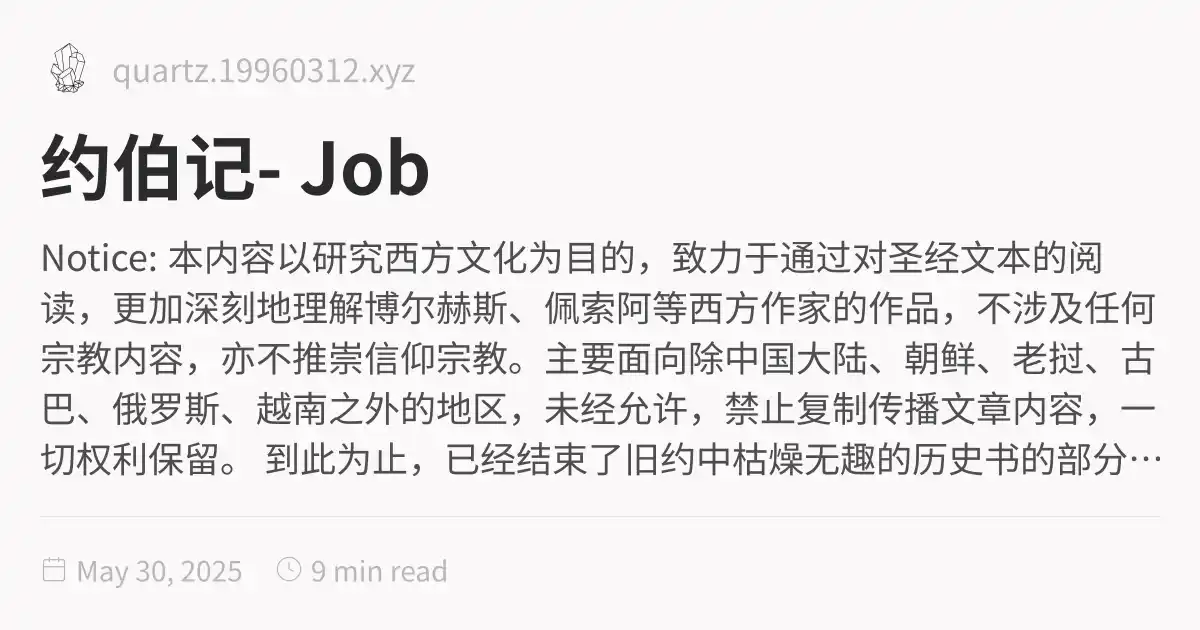 quartz.19960312.xyz
约伯记- Job
Notice: 本内容以研究西方文化为目的，致力于通过对圣经文本的阅
读，更加深刻地理解博尔赫斯、佩索阿等西方作家的作品，不涉及任何
宗教内容，亦不推崇信仰宗教。主要面向除中国大陆、朝鲜、老挝、古
巴、俄罗斯、越南之外的地区，未经允许，禁止复制传播文章内容，一
切权利保留。 到此为止，已经结束了旧约中枯燥无趣的历史书的部分…
May 30, 2025
9 min read